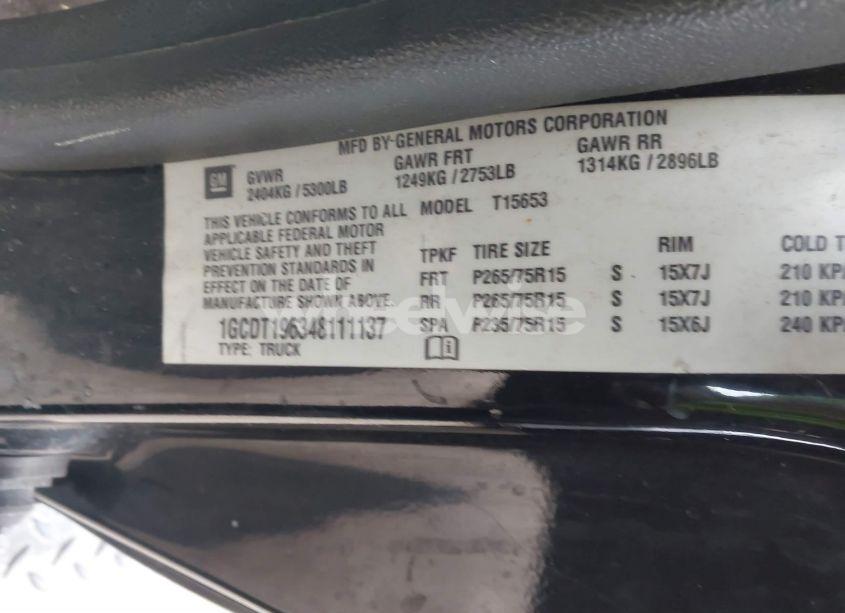 MFD BY-GENERAL MOTORS CORPORATION
GM
GVWR GAWR FRT GAWR RR
2404KG / 5300LB 1249KG / 2753LB 1314KG / 2896LB
THIS VEHICLE CONFORMS TO ALL
APPLICABLE FEDERAL MOTOR
VEHICLE SAFETY AND THEFT
PREVENTION STANDARDS IN
EFFECT ON THE DATE OF
MANUFACTURE SHOWN ABOVE.
1GCDT196348111137
TYPE: TRUCK
MODEL T15653
TPKF TIRE SIZE RIM COLD T
FRT P265/75R15 S 15X7J 210 KPA
RR P265/75R15 S 15X7J 210 KPA
SPA P235/75R15 S 15X6J 240 KPA